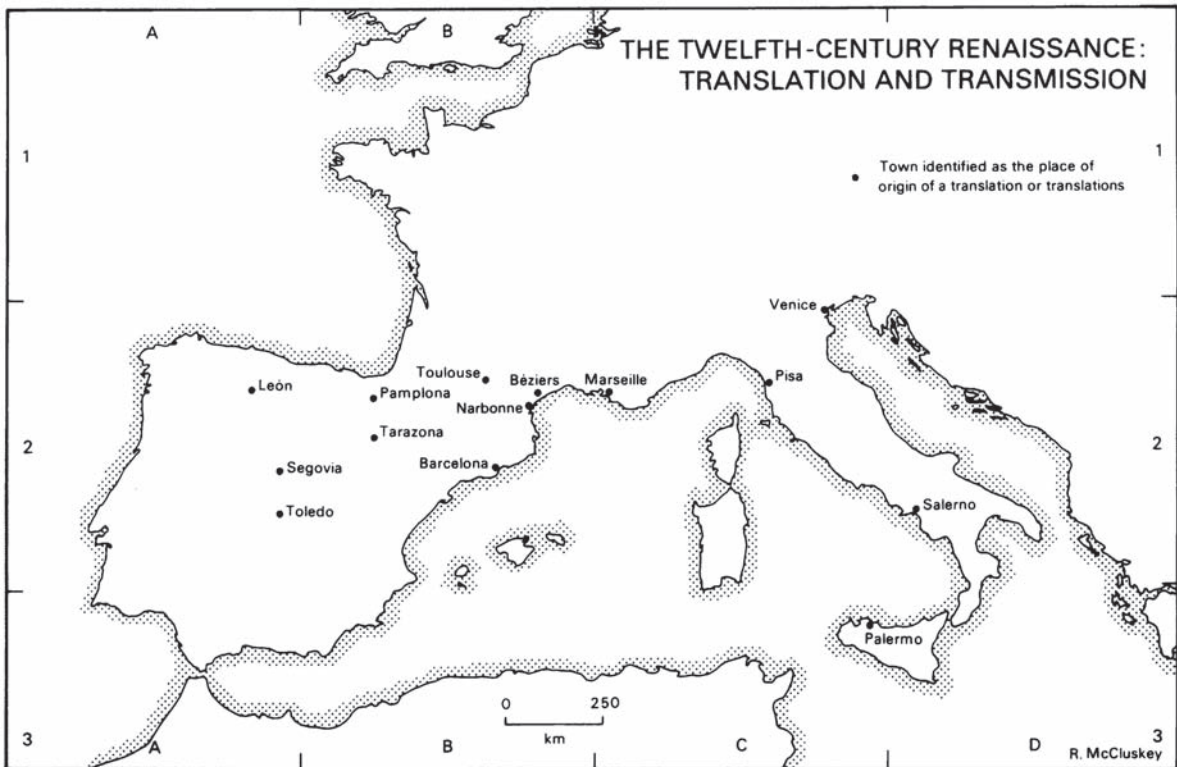 A
B
THE TWELFTH-CENTURY RENAISSANCE:
TRANSLATION AND TRANSMISSION
1
1
Town identified as the place of
origin of a translation or translations
Venice
León
Toulouse
Béziers
Marseille
Pisa
Pamplona
Narbonne
Tarazona
2
2
Segovia
Barcelona
Toledo
Salerno
Palermo
0 250
km
3
A
B
C
D
3
R. McCluskey